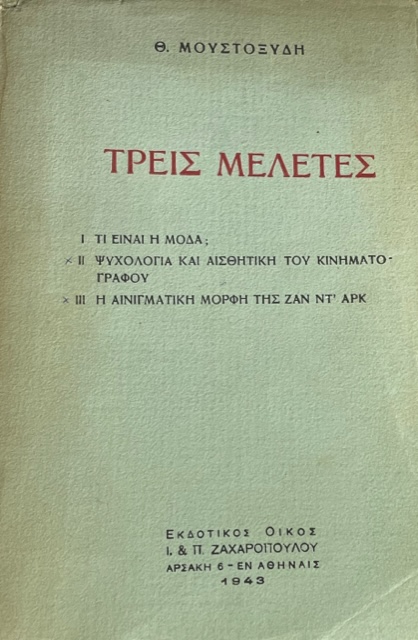 Θ. ΜΟΥΣΤΟΞΥΔΗ
ΤΡΕΙΣ ΜΕΛΕΤΕΣ
I ΤΙ ΕΙΝΑΙ Η ΜΟΔΑ;
× II ΨΥΧΟΛΟΓΙΑ ΚΑΙ ΑΙΣΘΗΤΙΚΗ ΤΟΥ ΚΙΝΗΜΑΤΟ-
ΓΡΑΦΟΥ
× III Η ΑΙΝΙΓΜΑΤΙΚΗ ΜΟΡΦΗ ΤΗΣ ΖΑΝ ΝΤ' ΑΡΚ
ΕΚΔΟΤΙΚΟΣ ΟΙΚΟΣ
Ι. & Π. ΖΑΧΑΡΟΠΟΥΛΟΥ
ΑΡΣΑΚΗ 6 - ΕΝ ΑΘΗΝΑΙΣ
1943